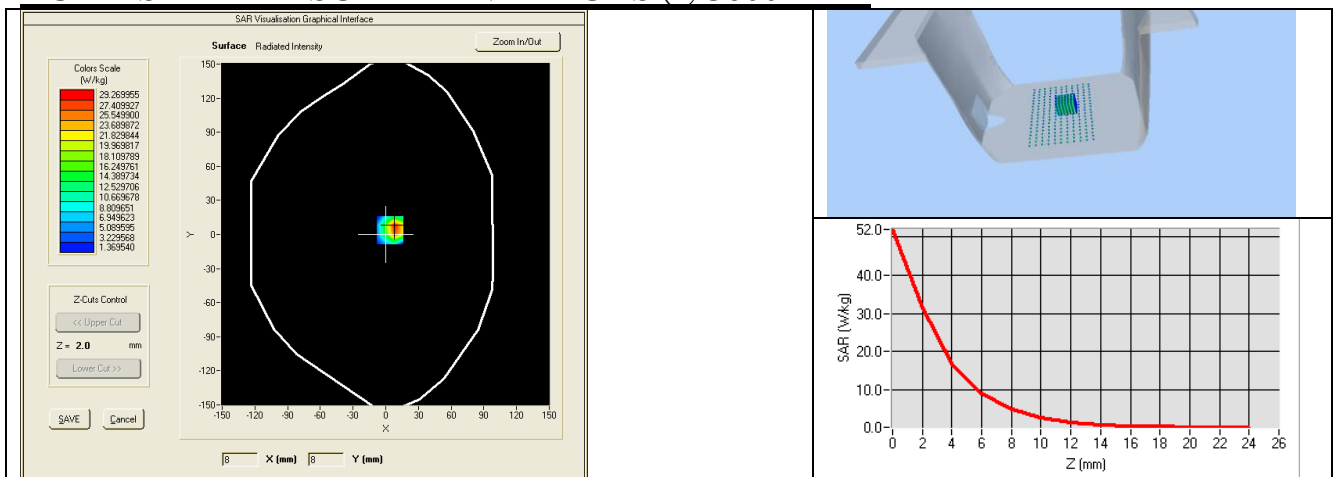 SAR Visualisation Graphical Interface
Surface Radiated Intensity
Zoom In/Out
Colors Scale
(W/kg)
29.269955
27.409927
25.549900
23.689872
21.829844
19.969817
18.109789
16.249761
14.389734
12.529706
10.669678
8.809651
6.949623
5.089595
3.229568
1.369540
Z-Cuts Control
<< Upper Cut
Z = 2.0 mm
Lower Cut >>
SAVE Cancel
150-
120-
90-
60-
30-
0-
-30-
-60-
-90-
-120-
-150-
Y
-150 -120 -90 -60 -30 0 30 60 90 120 150
X
8 X (mm) 8 Y (mm)
52.0-
40.0-
30.0-
20.0-
10.0-
0.0-
SAR (W/kg)
0 2 4 6 8 10 12 14 16 18 20 22 24 26
Z (mm)